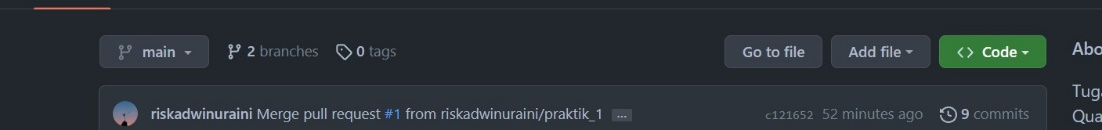 main 2 branches 0 tags Go to file Add file <> Code Abo
riskadwinuraini Merge pull request #1 from riskadwinuraini/praktik_1 ... c121652 52 minutes ago 9 commits
Tuga
Qua